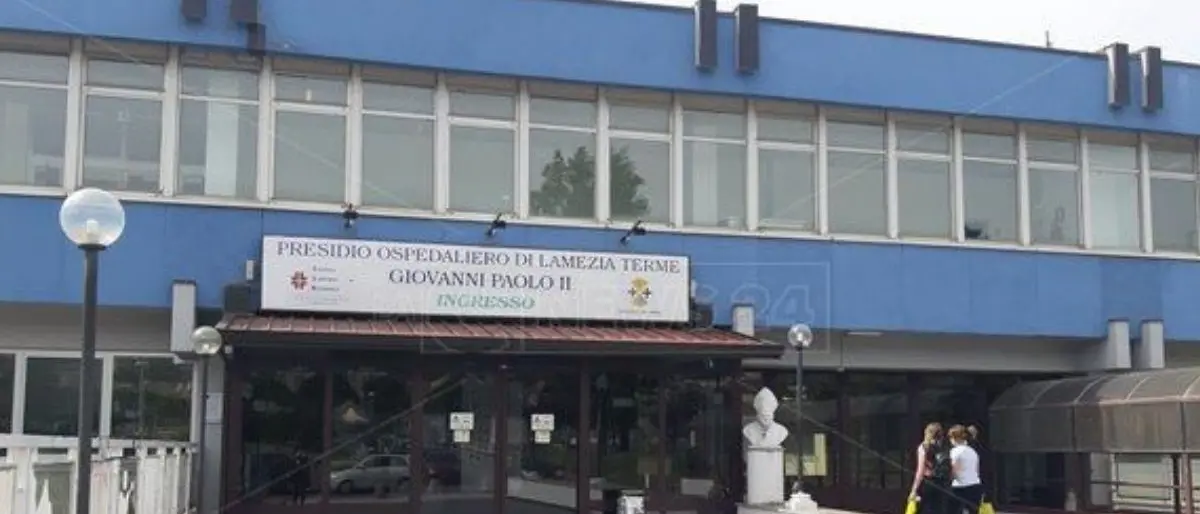 PRESIDIO OSPEDALIERO DI LAMEZIA TERME
GIOVANNI PAOLO II
INGRESSO